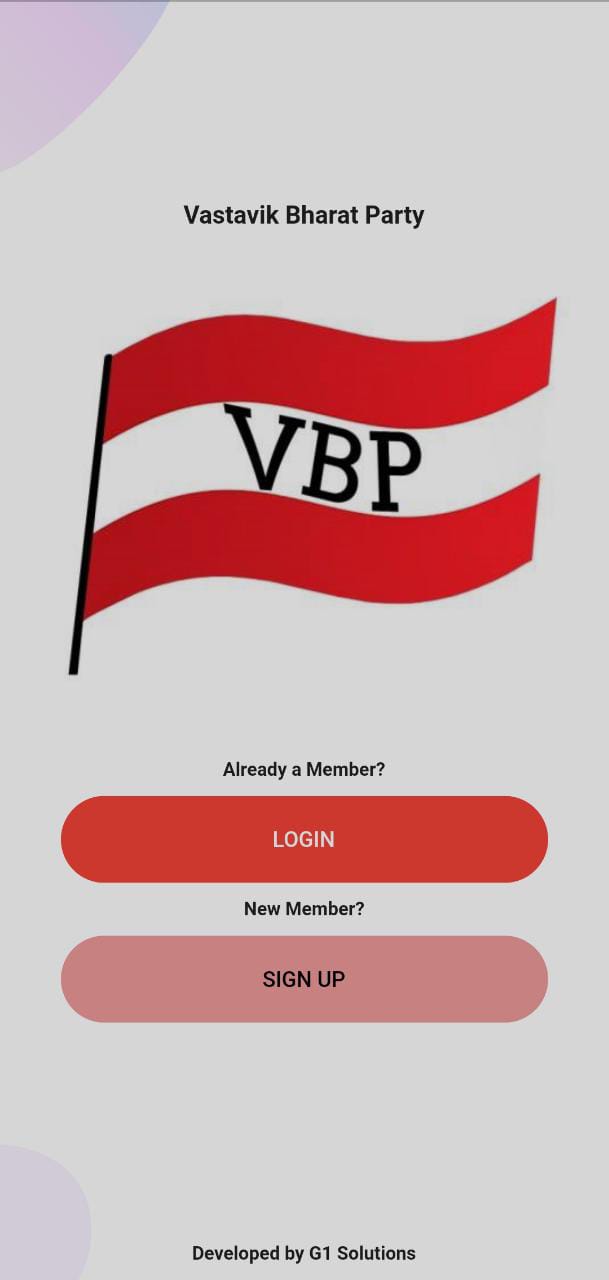 Vastavik Bharat Party
VBP
Already a Member?
LOGIN
New Member?
SIGN UP
Developed by G1 Solutions